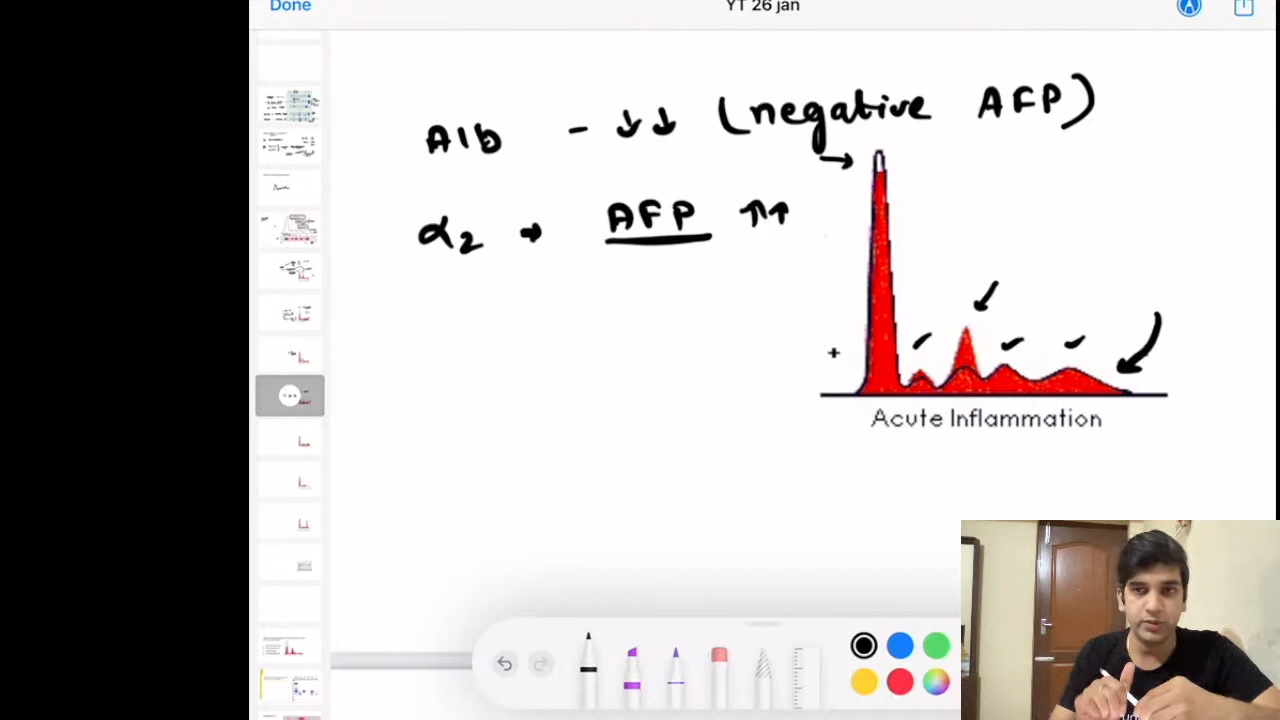 Done
YT 26 jan
Alb - ↓↓ (negative AFP)
α2 → AFP ↑↑
+
Acute Inflammation